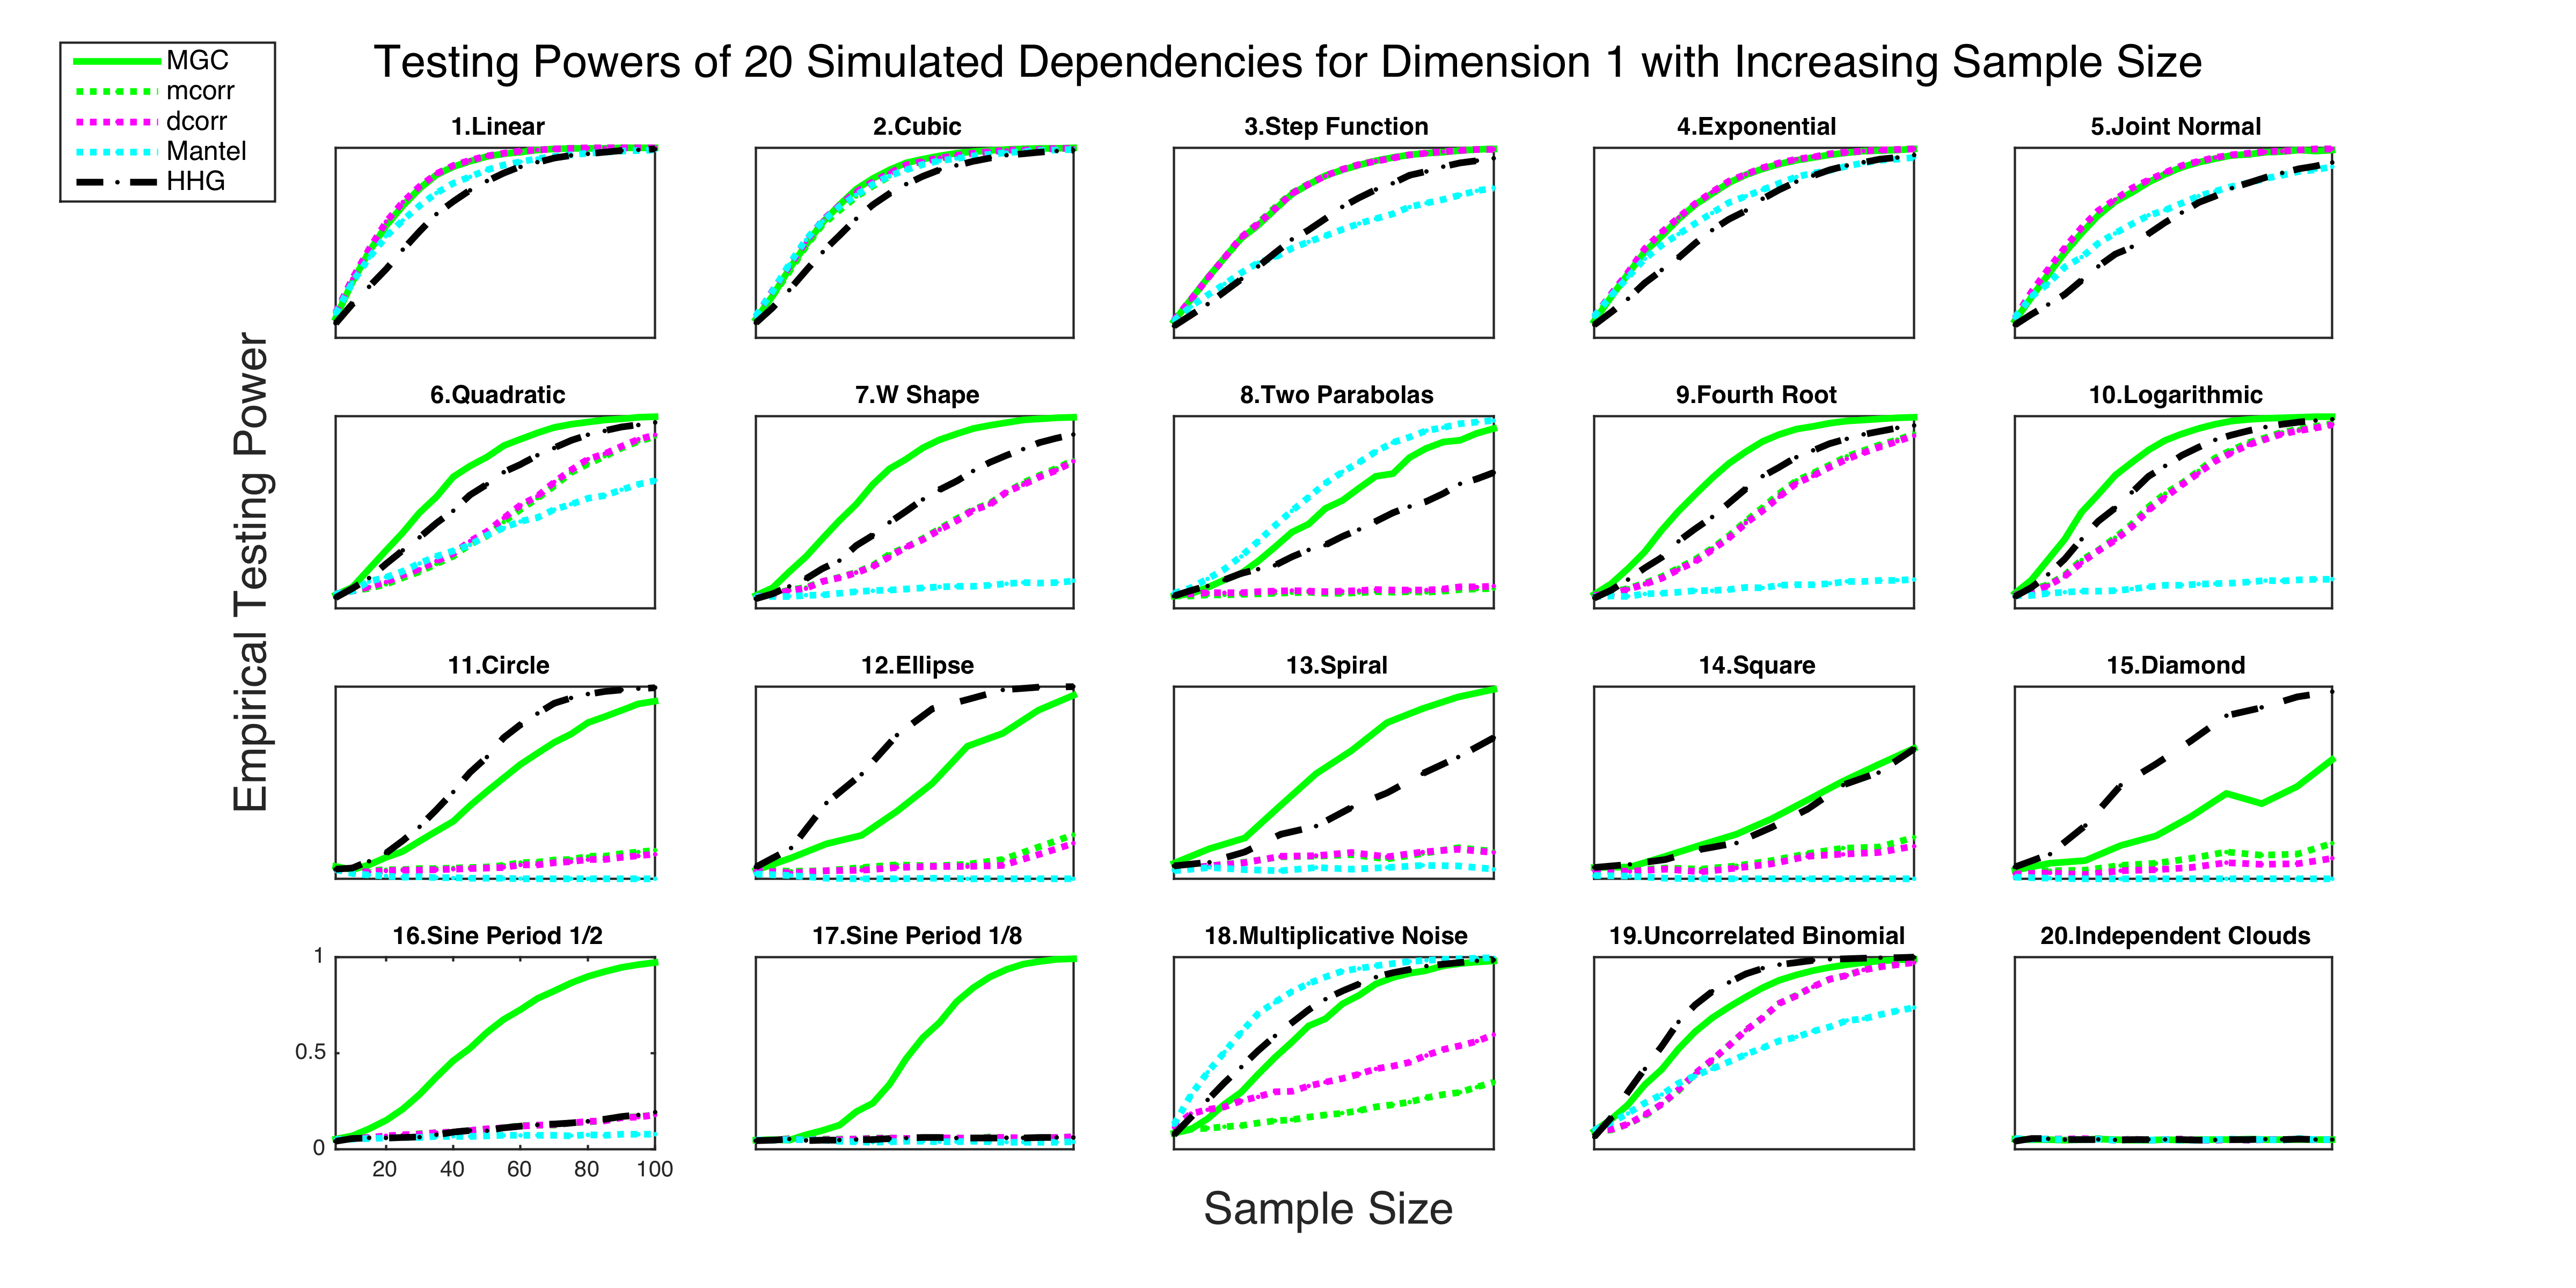 MGC
mcorr
dcorr
Mantel
HHG
Testing Powers of 20 Simulated Dependencies for Dimension 1 with Increasing Sample Size
1.Linear
2.Cubic
3.Step Function
4.Exponential
5.Joint Normal
6.Quadratic
7.W Shape
8.Two Parabolas
9.Fourth Root
10.Logarithmic
11.Circle
12.Ellipse
13.Spiral
14.Square
15.Diamond
16.Sine Period 1/2
17.Sine Period 1/8
18.Multiplicative Noise
19.Uncorrelated Binomial
20.Independent Clouds
Empirical Testing Power
1
0.5
0
20 40 60 80 100
Sample Size